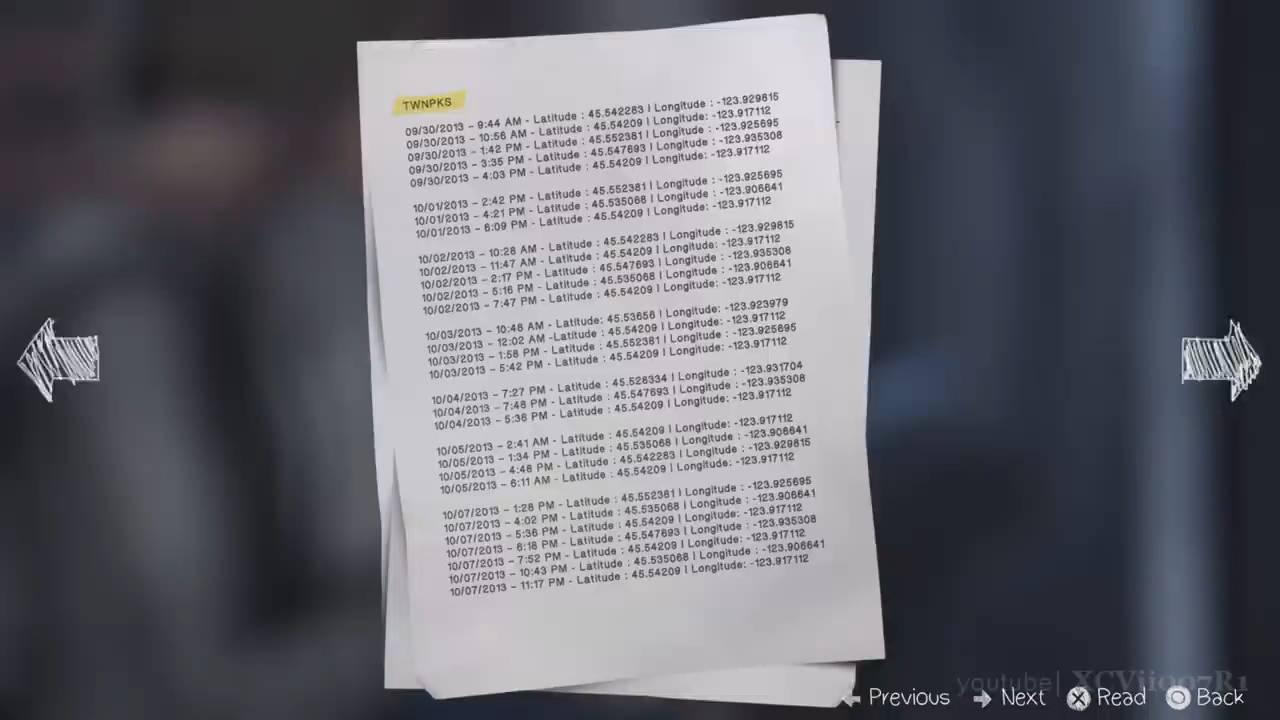 TWNPKS
09/30/2013 - 9:44 AM - Latitude : 45.542283 | Longitude : -123.929815
09/30/2013 - 10:56 AM - Latitude : 45.54209 | Longitude: -123.917112
09/30/2013 - 1:42 PM - Latitude : 45.552381 | Longitude : -123.925695
09/30/2013 - 3:35 PM - Latitude : 45.547693 | Longitude : -123.935308
09/30/2013 - 4:03 PM - Latitude : 45.54209 | Longitude: -123.917112
10/01/2013 - 2:42 PM - Latitude : 45.552381 | Longitude : -123.925695
10/01/2013 - 4:21 PM - Latitude : 45.535068 | Longitude : -123.906641
10/01/2013 - 6:09 PM - Latitude : 45.54209 | Longitude: -123.917112
10/02/2013 - 10:28 AM - Latitude : 45.542283 | Longitude : -123.929815
10/02/2013 - 11:47 AM - Latitude : 45.54209 | Longitude: -123.917112
10/02/2013 - 2:17 PM - Latitude : 45.547693 | Longitude : -123.935308
10/02/2013 - 5:16 PM - Latitude : 45.535068 | Longitude : -123.906641
10/02/2013 - 7:47 PM - Latitude : 45.54209 | Longitude: -123.917112
10/03/2013 - 10:46 AM - Latitude: 45.53656 | Longitude: -123.923979
10/03/2013 - 12:02 AM -Latitude : 45.54209 | Longitude: -123.917112
10/03/2013 - 1:58 PM - Latitude : 45.552381 | Longitude : -123.925695
10/03/2013 - 5:42 PM - Latitude : 45.54209 | Longitude: -123.917112
10/04/2013 - 7:27 PM - Latitude : 45.528334 | Longitude : -123.931704
10/04/2013 - 7:48 PM - Latitude : 45.547693 | Longitude : -123.935308
10/04/2013 - 5:36 PM - Latitude : 45.54209 | Longitude: -123.917112
10/05/2013 - 2:41 AM - Latitude : 45.54209 | Longitude: -123.917112
10/05/2013 - 1:34 PM - Latitude : 45.535068 | Longitude : -123.906641
10/05/2013 - 4:46 PM - Latitude : 45.542283 | Longitude : -123.929815
10/05/2013 - 6:11 AM - Latitude : 45.54209 | Longitude: -123.917112
10/07/2013 - 1:28 PM - Latitude : 45.552381 | Longitude : -123.925695
10/07/2013 - 4:02 PM - Latitude : 45.535068 | Longitude : -123.906641
10/07/2013 - 5:36 PM - Latitude : 45.54209 | Longitude: -123.917112
10/07/2013 - 6:18 PM - Latitude : 45.547693 | Longitude : -123.935308
10/07/2013 - 7:52 PM - Latitude : 45.54209 | Longitude: -123.917112
10/07/2013 - 10:43 PM - Latitude : 45.535068 | Longitude : -123.906641
10/07/2013 - 11:17 PM - Latitude : 45.54209 | Longitude: -123.917112
youtube| XCVii007R1
Previous Next Read Back